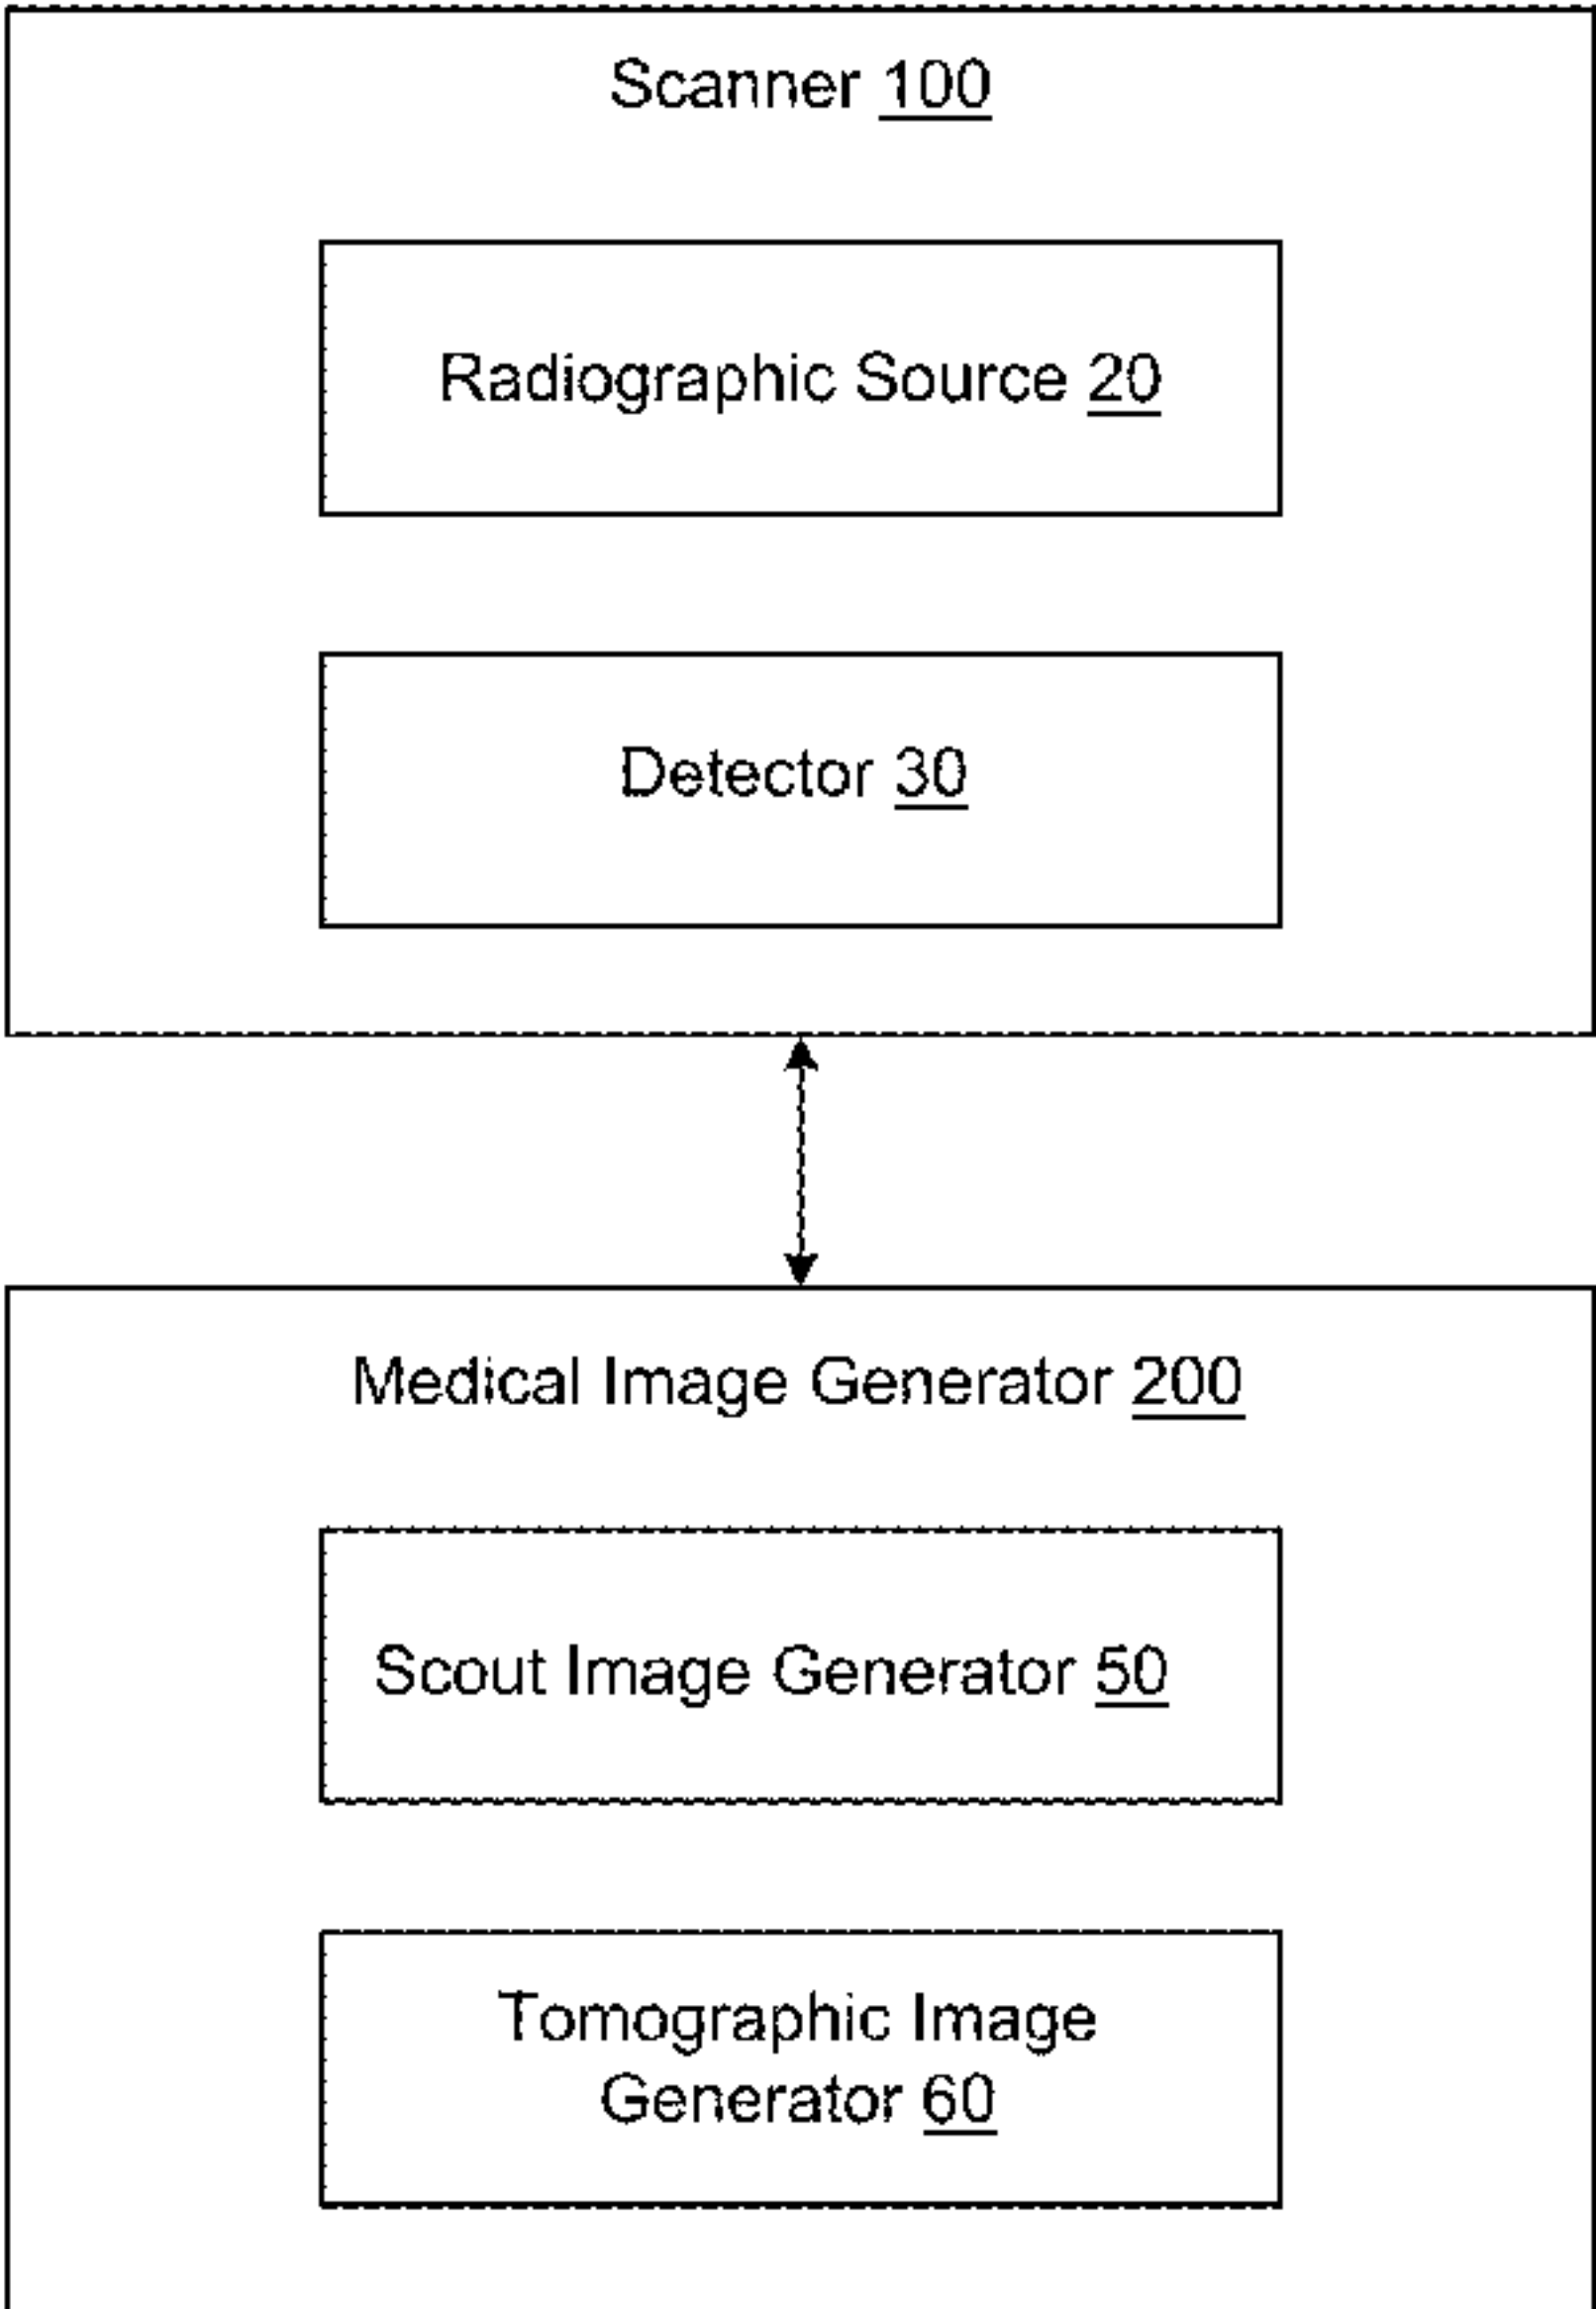 Scanner 100
Radiographic Source 20
Detector 30
Medical Image Generator 200
Scout Image Generator 50
Tomographic Image
Generator 60